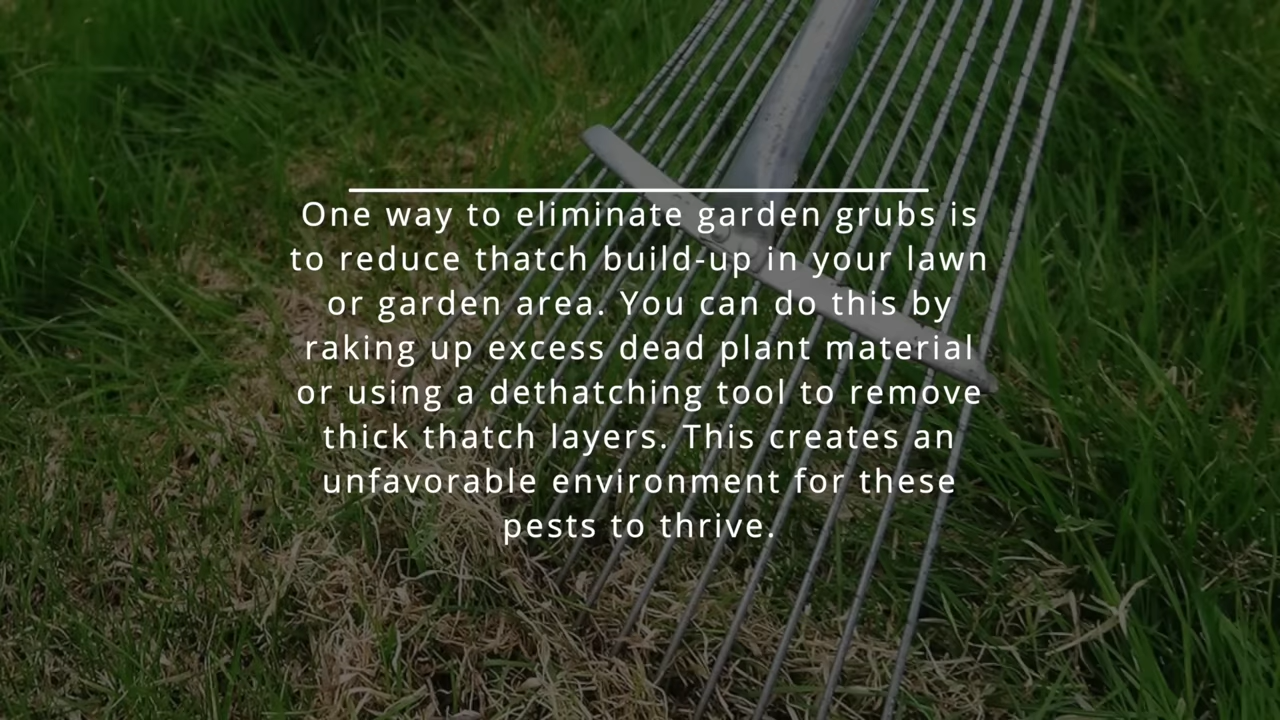 One way to eliminate garden grubs is
to reduce thatch build-up in your lawn
or garden area. You can do this by
raking up excess dead plant material
or using a dethatching tool to remove
thick thatch layers. This creates an
unfavorable environment for these
pests to thrive.